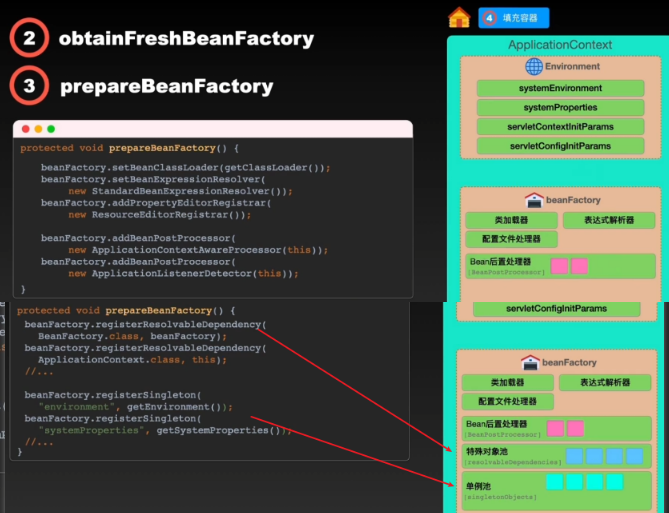 2 obtainFreshBeanFactory
3 prepareBeanFactory
protected void prepareBeanFactory() {
beanFactory.setBeanClassLoader(getClassLoader());
beanFactory.setBeanExpressionResolver(
new StandardBeanExpressionResolver());
beanFactory.addPropertyEditorRegistrar(
new ResourceEditorRegistrar());
beanFactory.addBeanPostProcessor(
new ApplicationContextAwareProcessor(this));
beanFactory.addBeanPostProcessor(
new ApplicationListenerDetector(this));
}
protected void prepareBeanFactory() {
beanFactory.registerResolvableDependency(
BeanFactory.class, beanFactory);
beanFactory.registerResolvableDependency(
ApplicationContext.class, this);
//...
beanFactory.registerSingleton(
"environment", getEnvironment());
beanFactory.registerSingleton(
"systemProperties", getSystemProperties());
//...
}
4 填充容器
ApplicationContext
Environment
systemEnvironment
systemProperties
servletContextInitParams
servletConfigInitParams
beanFactory
类加载器 表达式解析器
配置文件处理器
Bean后置处理器
[BeanPostProcessor]
servletConfigInitParams
beanFactory
类加载器 表达式解析器
配置文件处理器
Bean后置处理器
[BeanPostProcessor]
特殊对象池
[resolvableDependencies]
单例池
[singletonObjects]